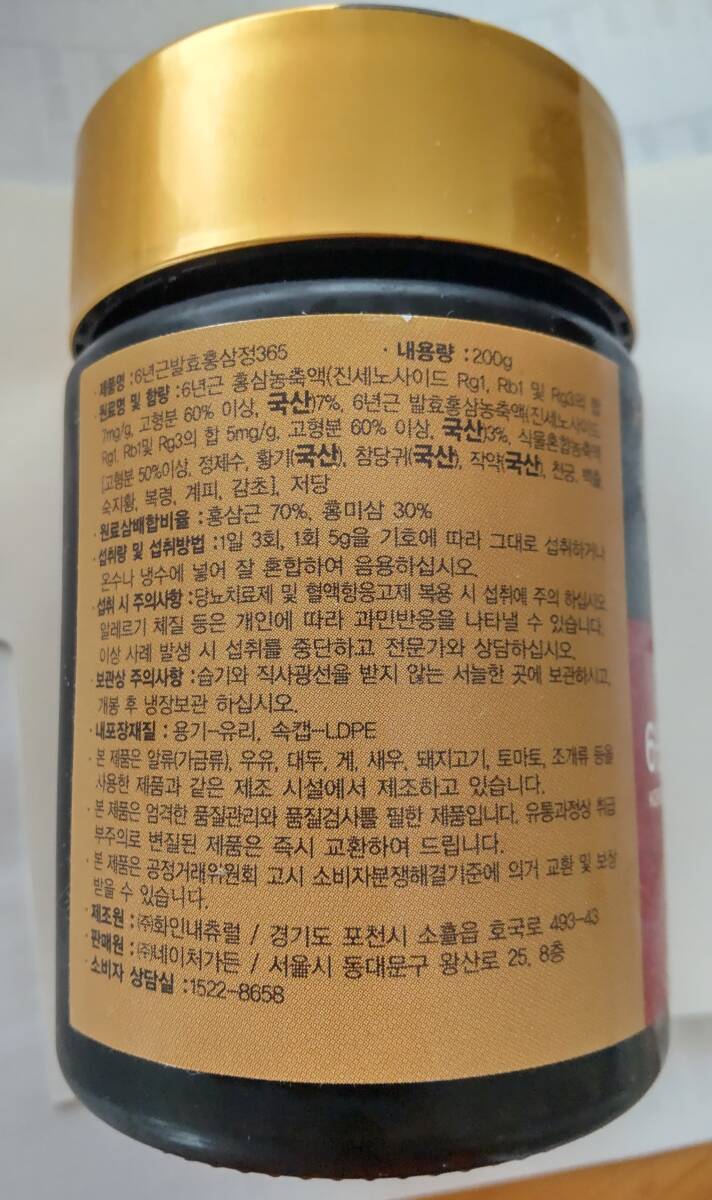 · 제품명 : 6년근발효홍삼정365 · 내용량 : 200g
· 원료명 및 함량 : 6년근 홍삼농축액(진세노사이드 Rg1, Rb1 및 Rg3의 합
7mg/g, 고형분 60% 이상, 국산)7%, 6년근 발효홍삼농축액(진세노사이드
Rg1, Rb1및 Rg3의 합 5mg/g, 고형분 60% 이상, 국산)3%, 식물혼합농축액
[고형분 50%이상, 정제수, 황기(국산), 참당귀(국산), 작약(국산), 천궁, 백출,
숙지황, 복령, 계피, 감초], 저당
· 원료삼배합비율 : 홍삼근 70%, 홍미삼 30%
· 섭취량 및 섭취방법 : 1일 3회, 1회 5g을 기호에 따라 그대로 섭취하거나
온수나 냉수에 넣어 잘 혼합하여 음용하십시오.
· 섭취 시 주의사항 : 당뇨치료제 및 혈액항응고제 복용 시 섭취에 주의 하십시오.
알레르기 체질 등은 개인에 따라 과민반응을 나타낼 수 있습니다.
이상 사례 발생 시 섭취를 중단하고 전문가와 상담하십시오.
· 보관상 주의사항 : 습기와 직사광선을 받지 않는 서늘한 곳에 보관하시고,
개봉 후 냉장보관 하십시오.
· 내포장재질 : 용기-유리, 속캡-LDPE
· 본 제품은 알류(가금류), 우유, 대두, 게, 새우, 돼지고기, 토마토, 조개류 등을
사용한 제품과 같은 제조 시설에서 제조하고 있습니다.
· 본 제품은 엄격한 품질관리와 품질검사를 필한 제품입니다. 유통과정상 취급
부주의로 변질된 제품은 즉시 교환하여 드립니다.
· 본 제품은 공정거래위원회 고시 소비자분쟁해결기준에 의거 교환 및 보상
받을 수 있습니다.
· 제조원 : ㈜화인내츄럴 / 경기도 포천시 소흘읍 호국로 493-43
· 판매원 : ㈜네이처가든 / 서울시 동대문구 왕산로 25, 8층
· 소비자 상담실 : 1522-8658